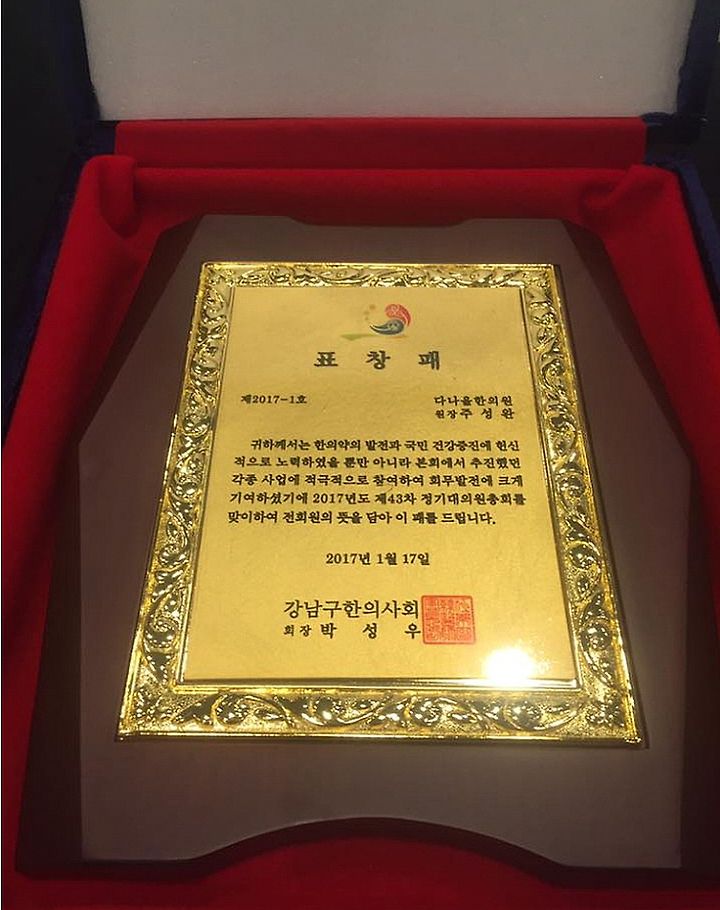 표창패
제2017-1호
다나을한의원
원장 주성완
귀하께서는 한의약의 발전과 국민 건강증진에 헌신
적으로 노력하였을 뿐만 아니라 본회에서 추진했던
각종 사업에 적극적으로 참여하여 회무발전에 크게
기여하셨기에 2017년도 제43차 정기대의원총회를
맞이하여 전회원의 뜻을 담아 이 패를 드립니다.
2017년 1월 17일
강남구한의사회
회장 박성우